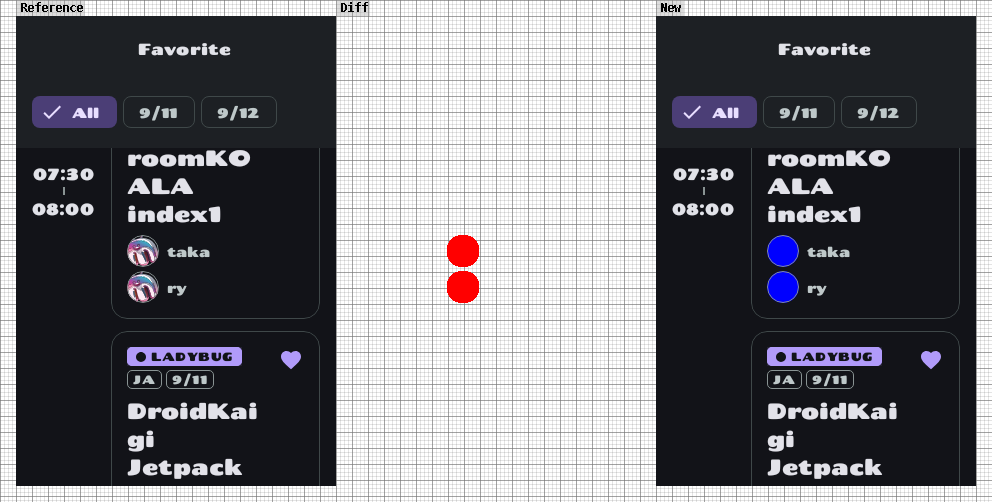 Reference
Diff
New
Favorite
All
9/11
9/12
07:30
08:00
roomKO
ALA
index1
taka
ry
LADYBUG
JA
9/11
DroidKai
gi
Jetpack
Favorite
All
9/11
9/12
07:30
08:00
roomKO
ALA
index1
taka
ry
LADYBUG
JA
9/11
DroidKai
gi
Jetpack